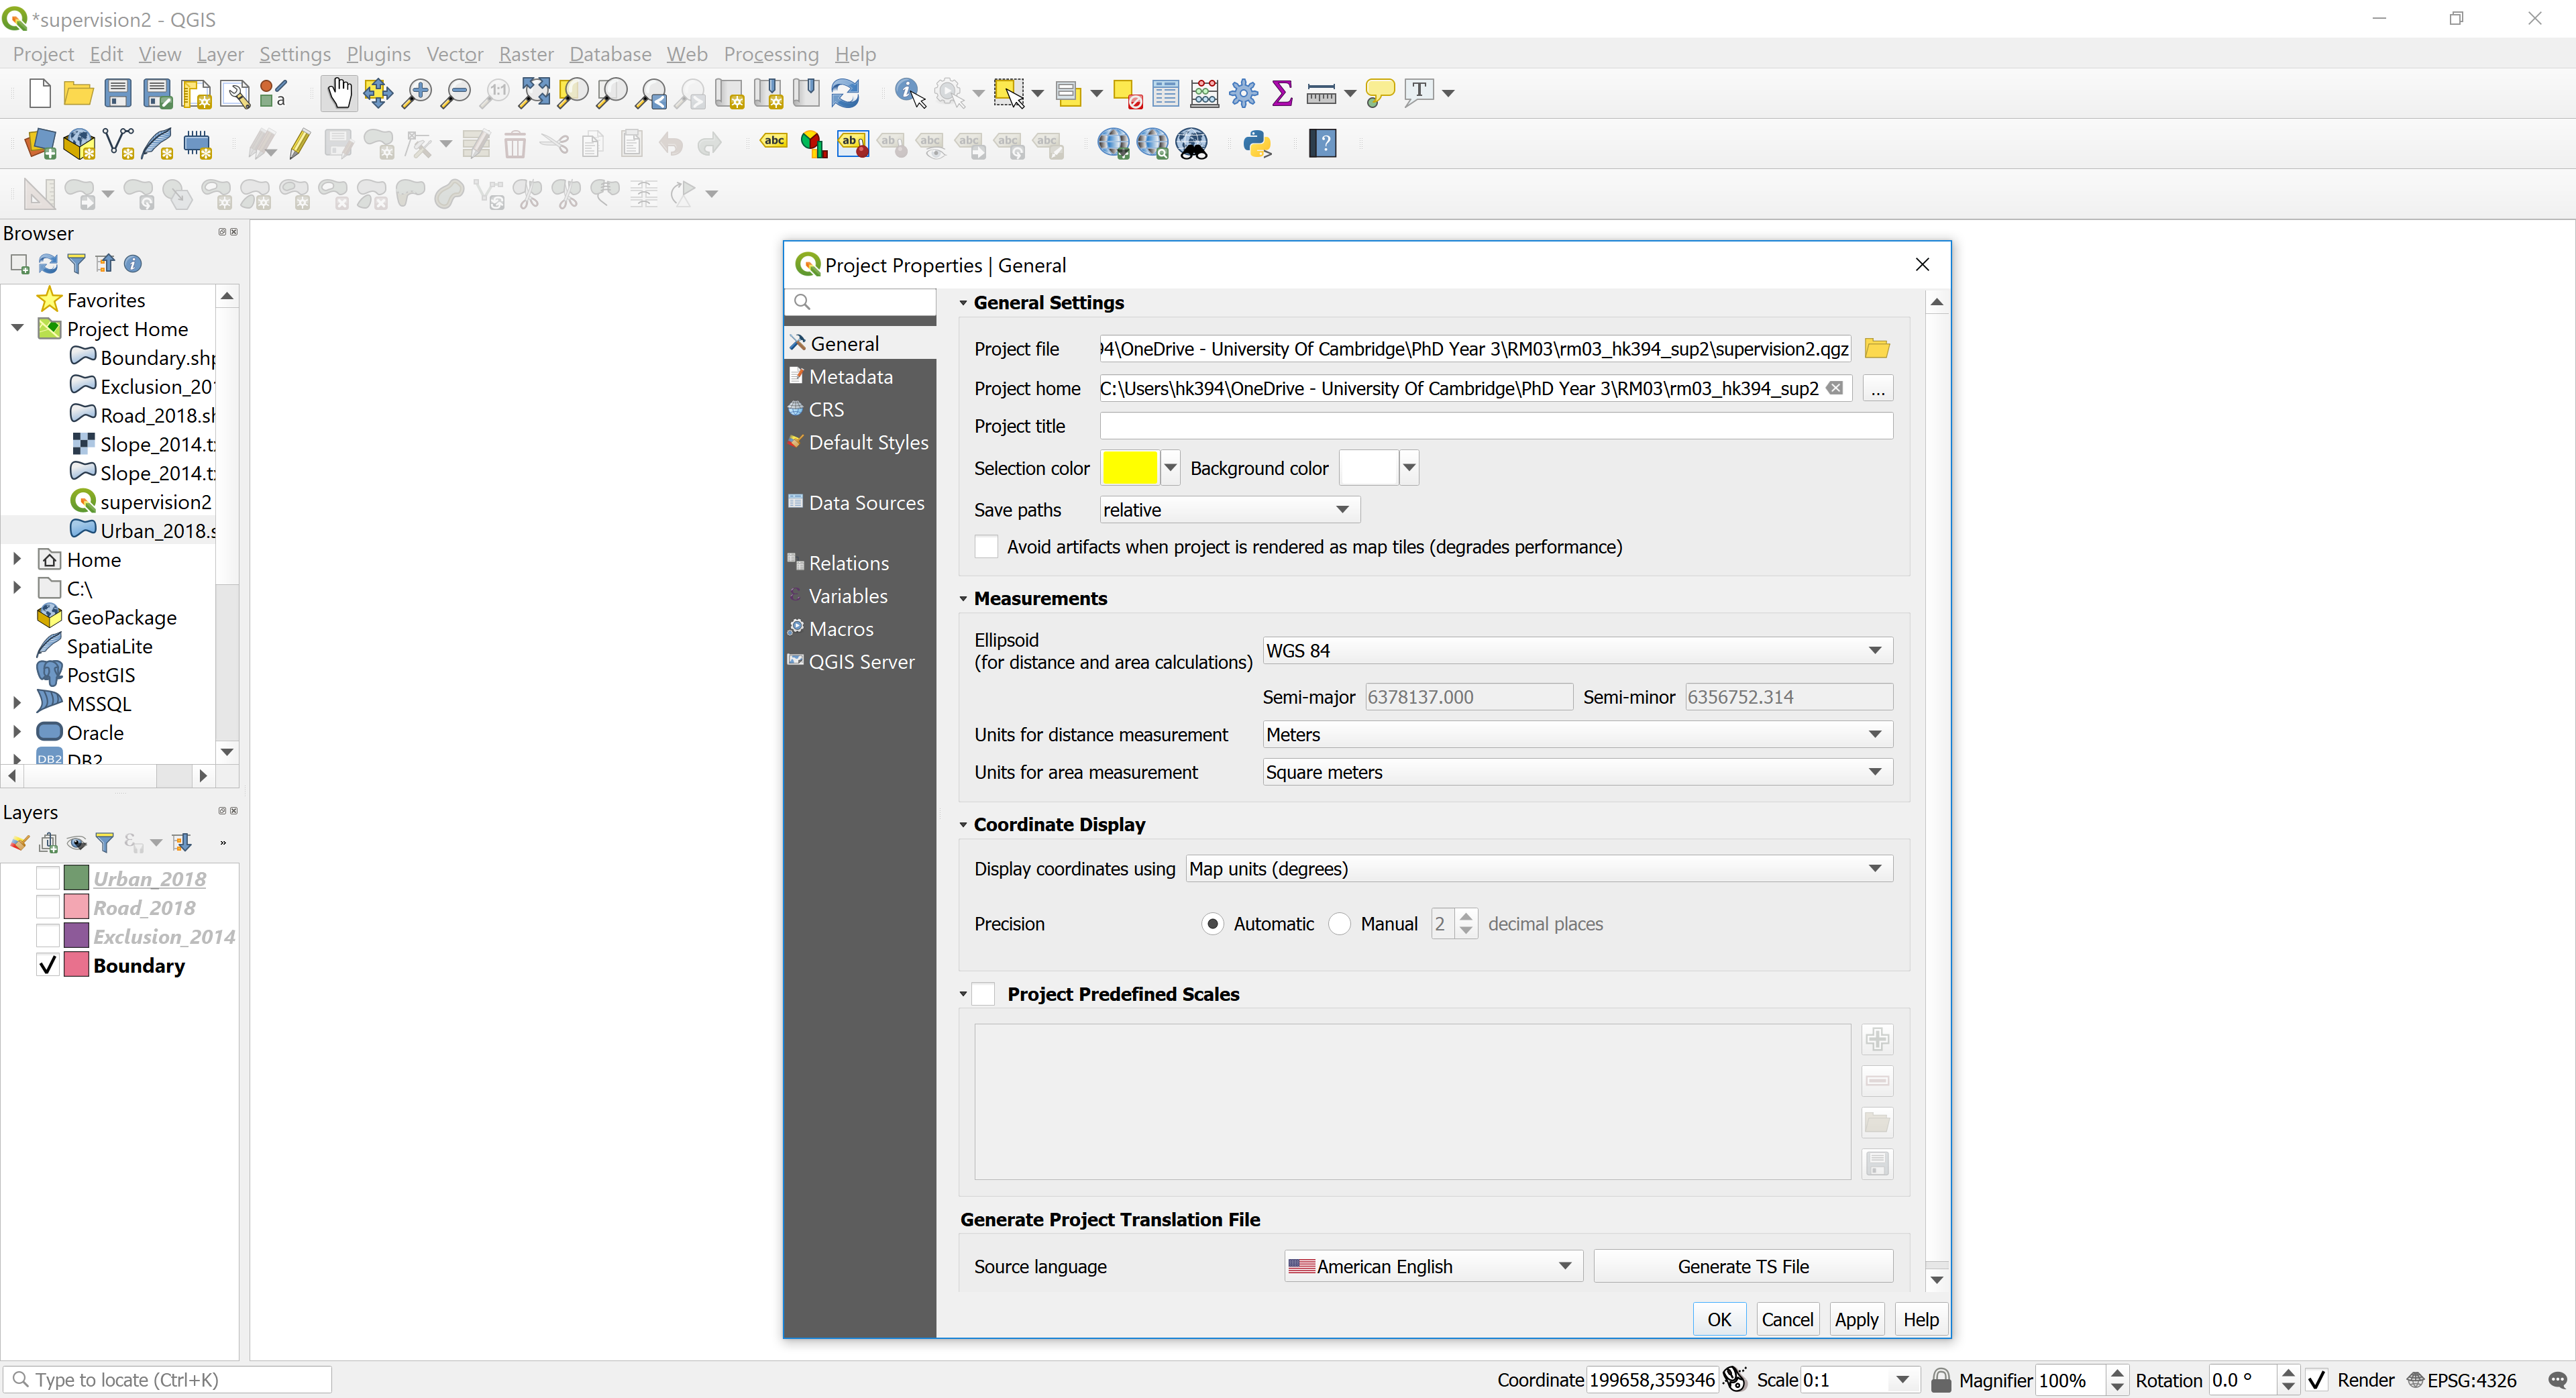 *supervision2 - QGIS
Project Edit View Layer Settings Plugins Vector Raster Database Web Processing Help
Browser
Favorites
Project Home
Boundary.shp
Exclusion_20
Road_2018.sh
Slope_2014.t
Slope_2014.t
supervision2
Urban_2018.s
Home
C:\
GeoPackage
SpatiaLite
PostGIS
MSSQL
Oracle
DB2
Layers
Urban_2018
Road_2018
Exclusion_2014
Boundary
Project Properties | General
General
Metadata
CRS
Default Styles
Data Sources
Relations
Variables
Macros
QGIS Server
General Settings
Project file 94\OneDrive - University Of Cambridge\PhD Year 3\RM03\rm03_hk394_sup2\supervision2.qgz
Project home C:\Users\hk394\OneDrive - University Of Cambridge\PhD Year 3\RM03\rm03_hk394_sup2 ...
Project title
Selection color Background color
Save paths relative
Avoid artifacts when project is rendered as map tiles (degrades performance)
Measurements
Ellipsoid
(for distance and area calculations) WGS 84
Semi-major 6378137.000 Semi-minor 6356752.314
Units for distance measurement Meters
Units for area measurement Square meters
Coordinate Display
Display coordinates using Map units (degrees)
Precision Automatic Manual 2 decimal places
Project Predefined Scales
Generate Project Translation File
Source language American English Generate TS File
OK Cancel Apply Help
Type to locate (Ctrl+K) Coordinate 199658,359346 Scale 0:1 Magnifier 100% Rotation 0.0 ° Render EPSG:4326